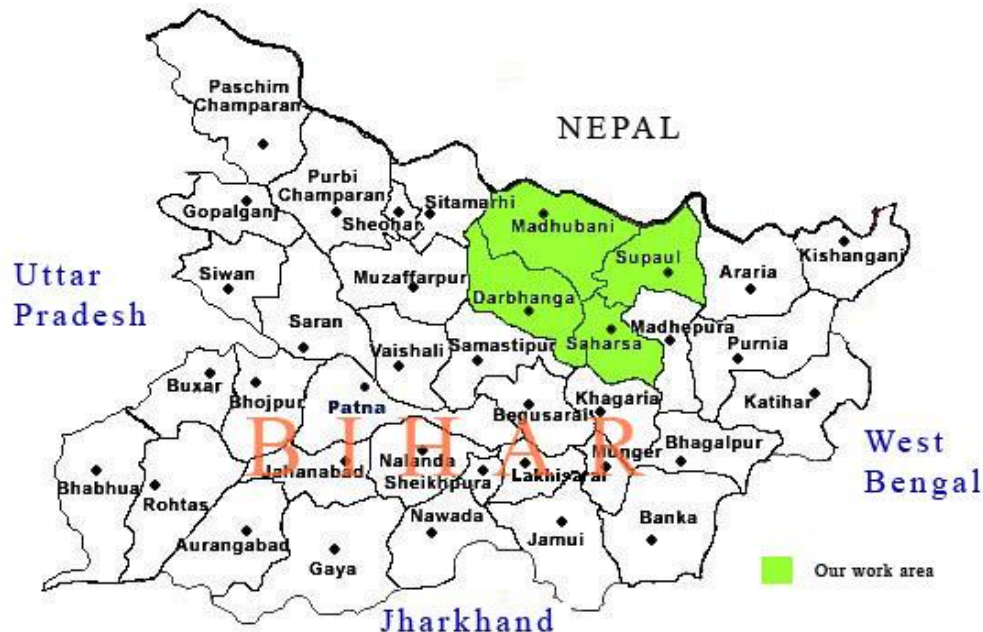 Paschim
Champaran
NEPAL
Purbi
Champaran
Sitamarhi
Gopalganj
Sheohar
Madhubani
Kishanganj
Uttar
Pradesh
Siwan
Muzaffarpur
Supaul
Araria
Darbhanga
Saran
Madhepura
Saharsa
Purnia
Vaishali
Samastipur
Buxar
Bhojpur
Patna
Khagaria
Katihar
Begusarai
BIHAR
Bhagalpur
West
Bengal
Munger
Jahanabad
Nalanda
Lakhisarai
Sheikhpura
Bhabhua
Rohtas
Nawada
Banka
Aurangabad
Jamui
Gaya
Our work area
Jharkhand